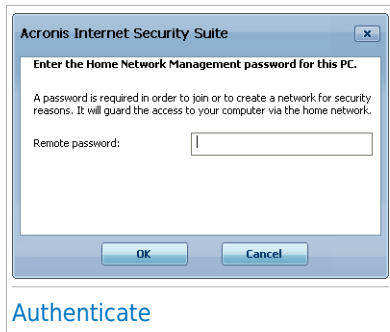 Acronis Internet Security Suite
Enter the Home Network Management password for this PC.
A password is required in order to join or to create a network for security
reasons. It will guard the access to your computer via the home network.
Remote password:
OK Cancel
Authenticate